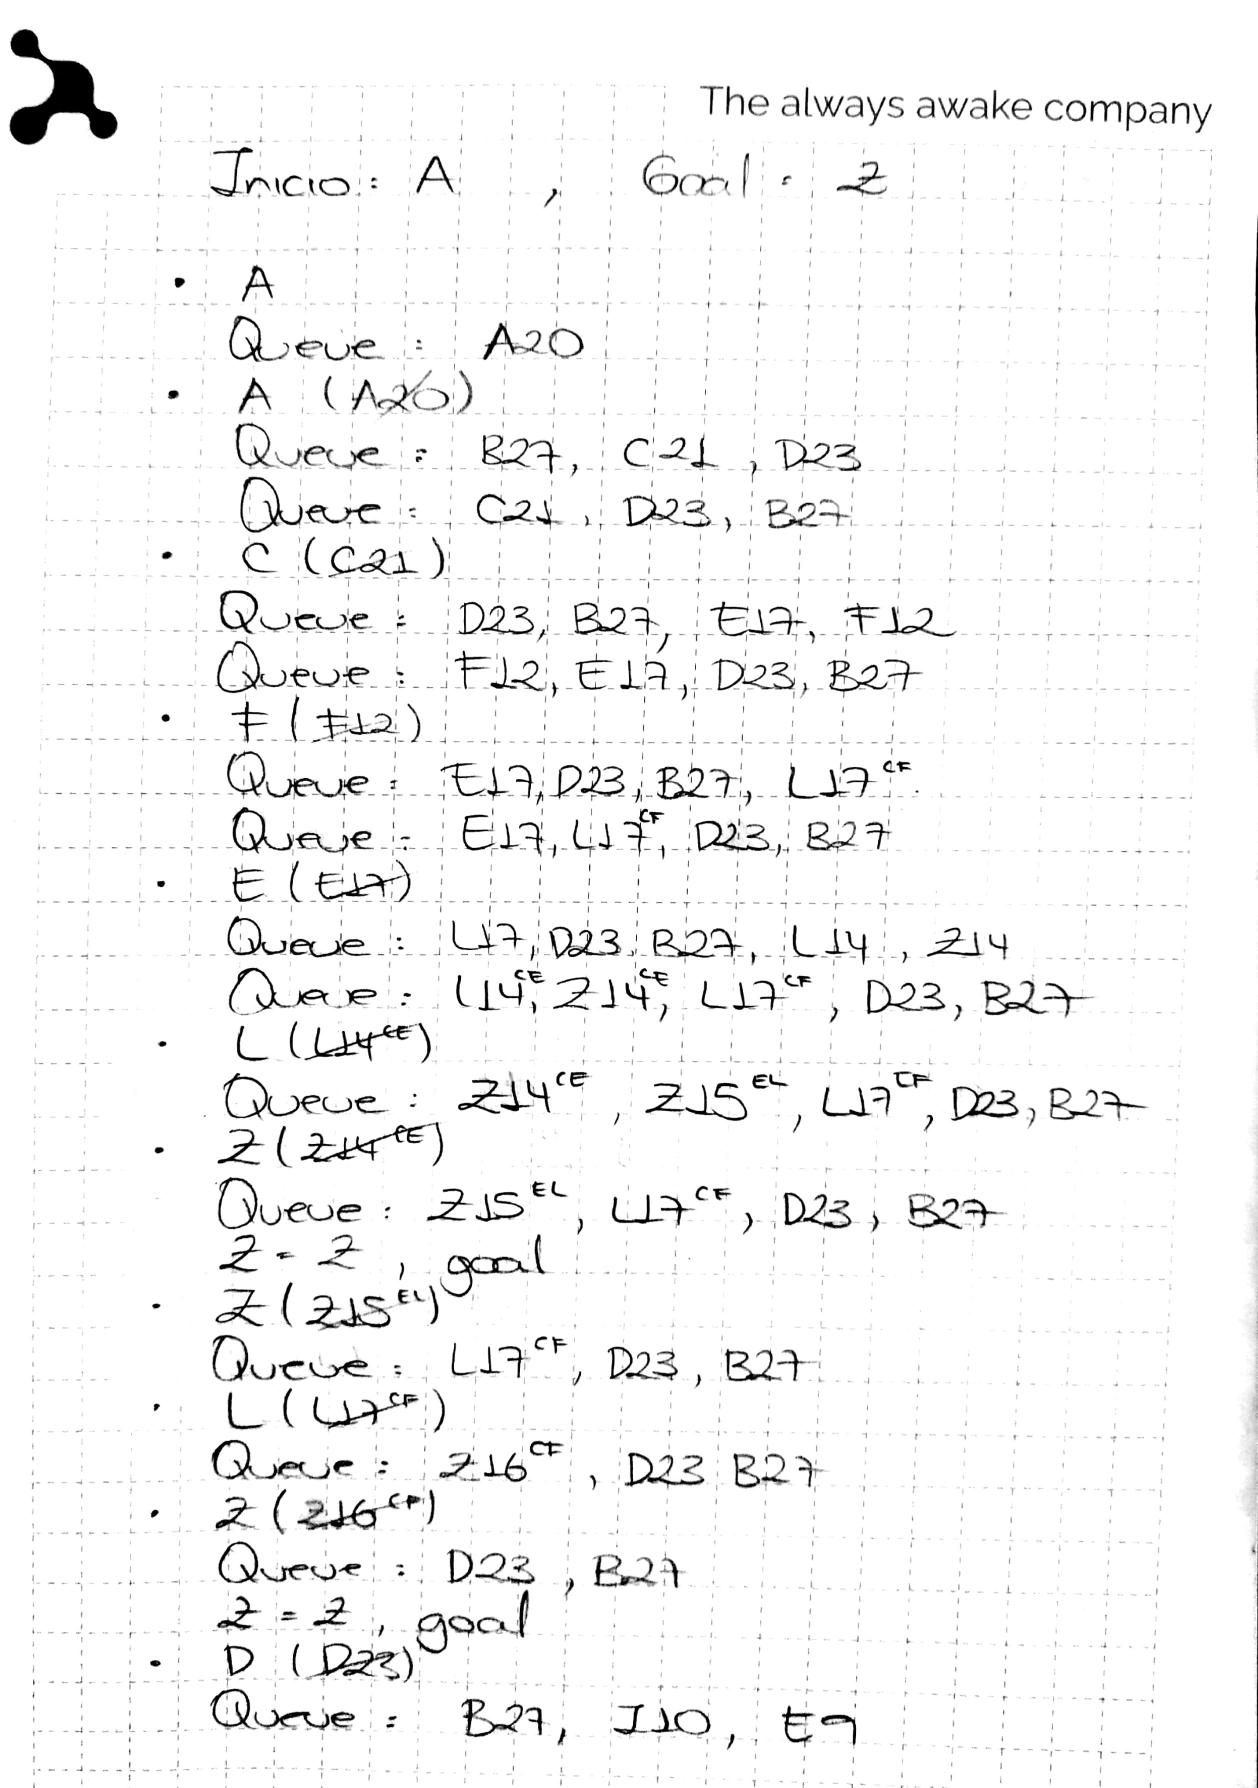 The always awake company
Inicio: A , Goal: Z
• A
Queue: A20
• A (A20)
Queue: B27, C21, D23
Queue: C21, D23, B27
• C (C21)
Queue: D23, B27, E17, F12
Queue: F12, E17, D23, B27
• F (F12)
Queue: E17, D23, B27, L17^CF
Queue: E17, L17^CF, D23, B27
• E (E17)
Queue: L17, D23, B27, L14, Z14
Queue: L14^CE, Z14^CE, L17^CF, D23, B27
• L (L14^CE)
Queue: Z14^CE, Z15^EL, L17^CF, D23, B27
• Z (Z14^CE)
Queue: Z15^EL, L17^CF, D23, B27
Z = Z, goal
• Z (Z15^EL)
Queue: L17^CF, D23, B27
• L (L17^CF)
Queue: Z16^CF, D23 B27
• Z (Z16^CF)
Queue: D23, B27
Z = Z, goal
• D (D23)
Queue: B27, I10, E9